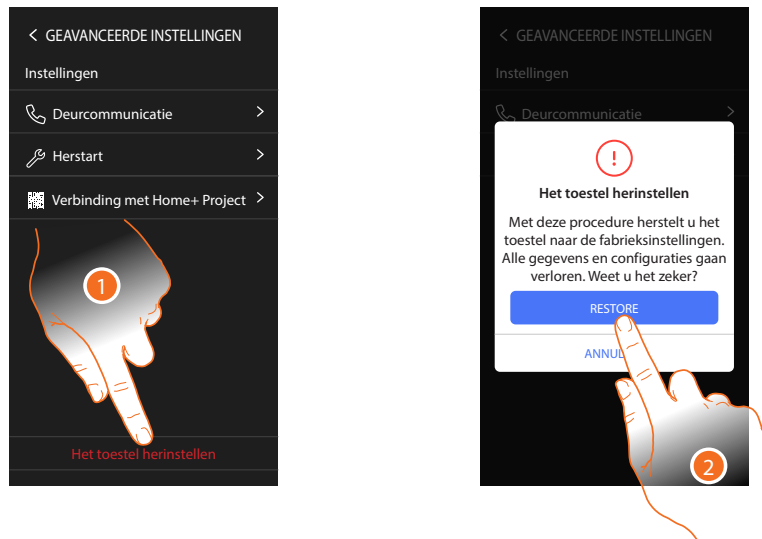 GEAVANCEERDE INSTELLINGEN
Instellingen
Deurcommunicatie
Herstart
Verbinding met Home+ Project
1
Het toestel herinstellen
GEAVANCEERDE INSTELLINGEN
Instellingen
Deurcommunicatie
Het toestel herinstellen
Met deze procedure herstelt u het
toestel naar de fabrieksinstellingen.
Alle gegevens en configuraties gaan
verloren. Weet u het zeker?
RESTORE
2